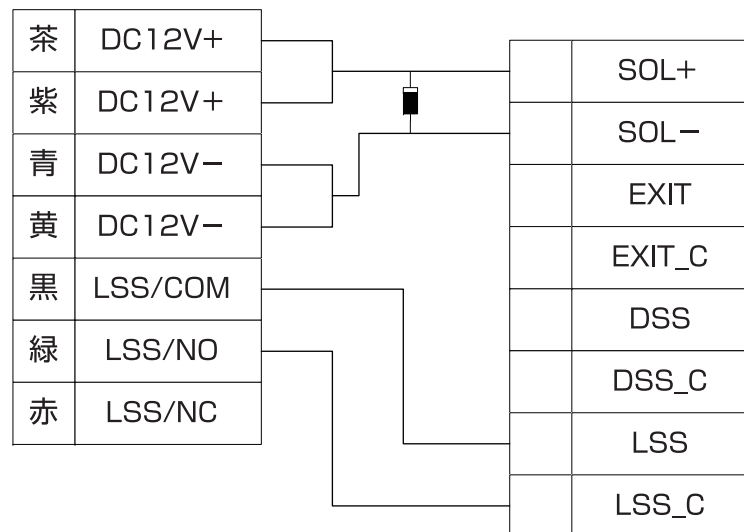 茶 DC12V+
紫 DC12V+
青 DC12V−
黄 DC12V−
黒 LSS/COM
緑 LSS/NO
赤 LSS/NC
SOL+
SOL−
EXIT
EXIT_C
DSS
DSS_C
LSS
LSS_C